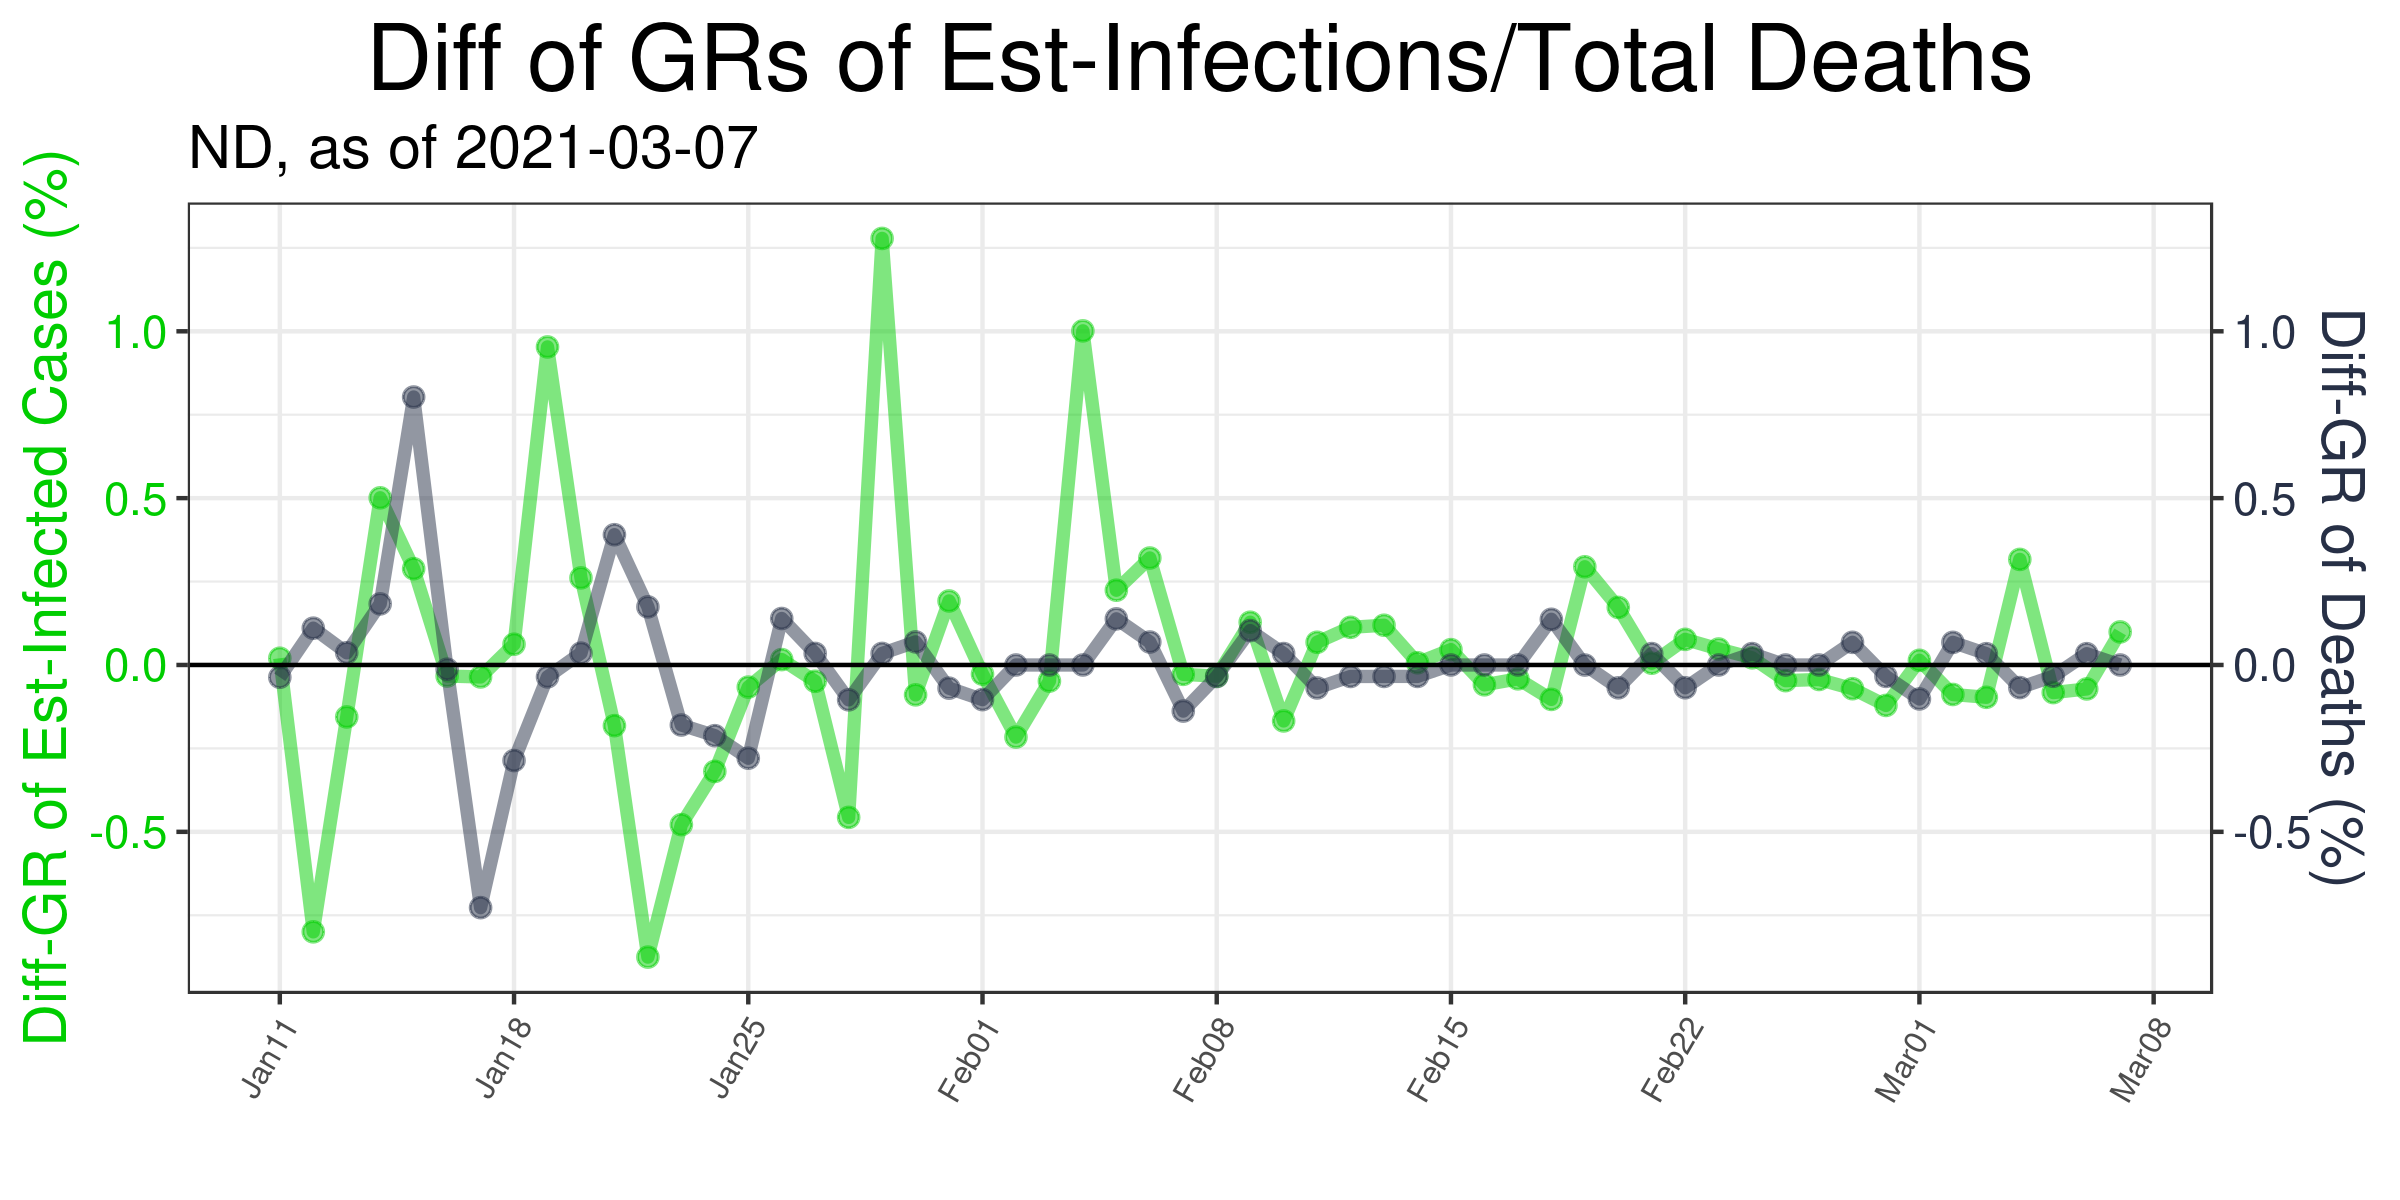 Diff of GRs of Est-Infections/Total Deaths
ND, as of 2021-03-07
Diff-GR of Est-Infected Cases (%)
1.0
0.5
0.0
-0.5
1.0
0.5
0.0
-0.5
Diff-GR of Deaths (%)
Jan11
Jan18
Jan25
Feb01
Feb08
Feb15
Feb22
Mar01
Mar08